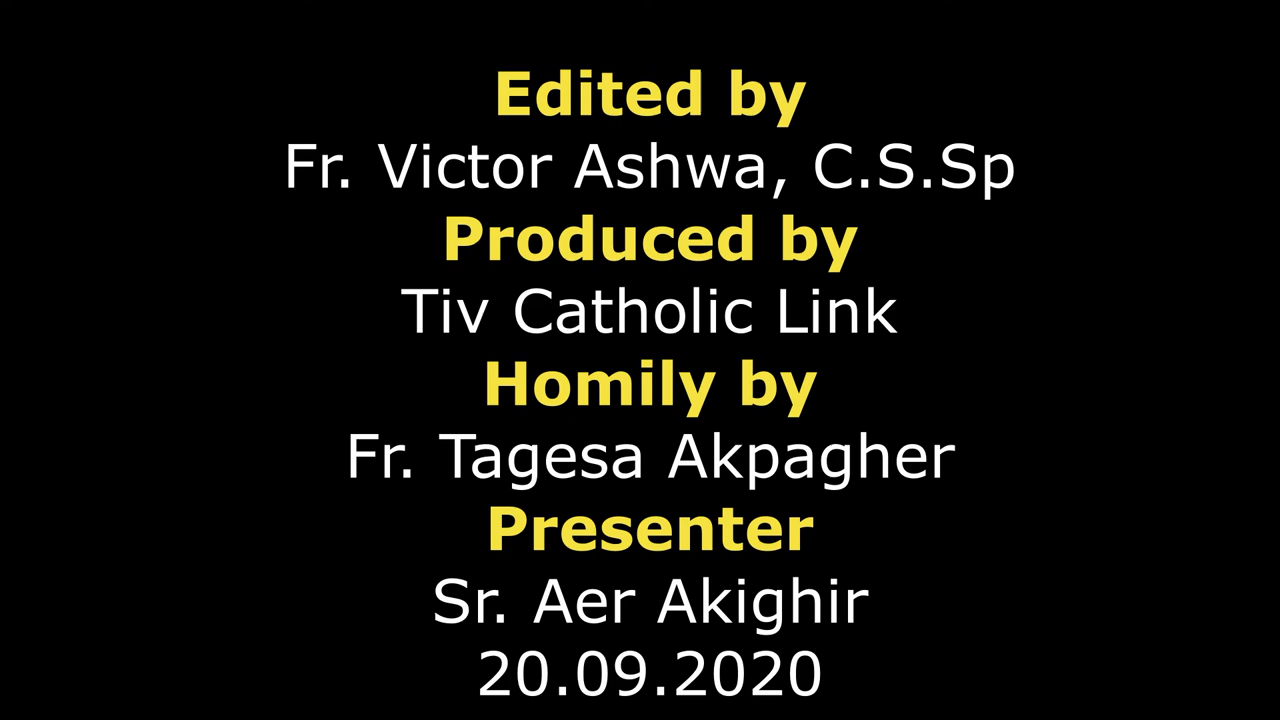 Edited by
Fr. Victor Ashwa, C.S.Sp
Produced by
Tiv Catholic Link
Homily by
Fr. Tagesa Akpagher
Presenter
Sr. Aer Akighir
20.09.2020